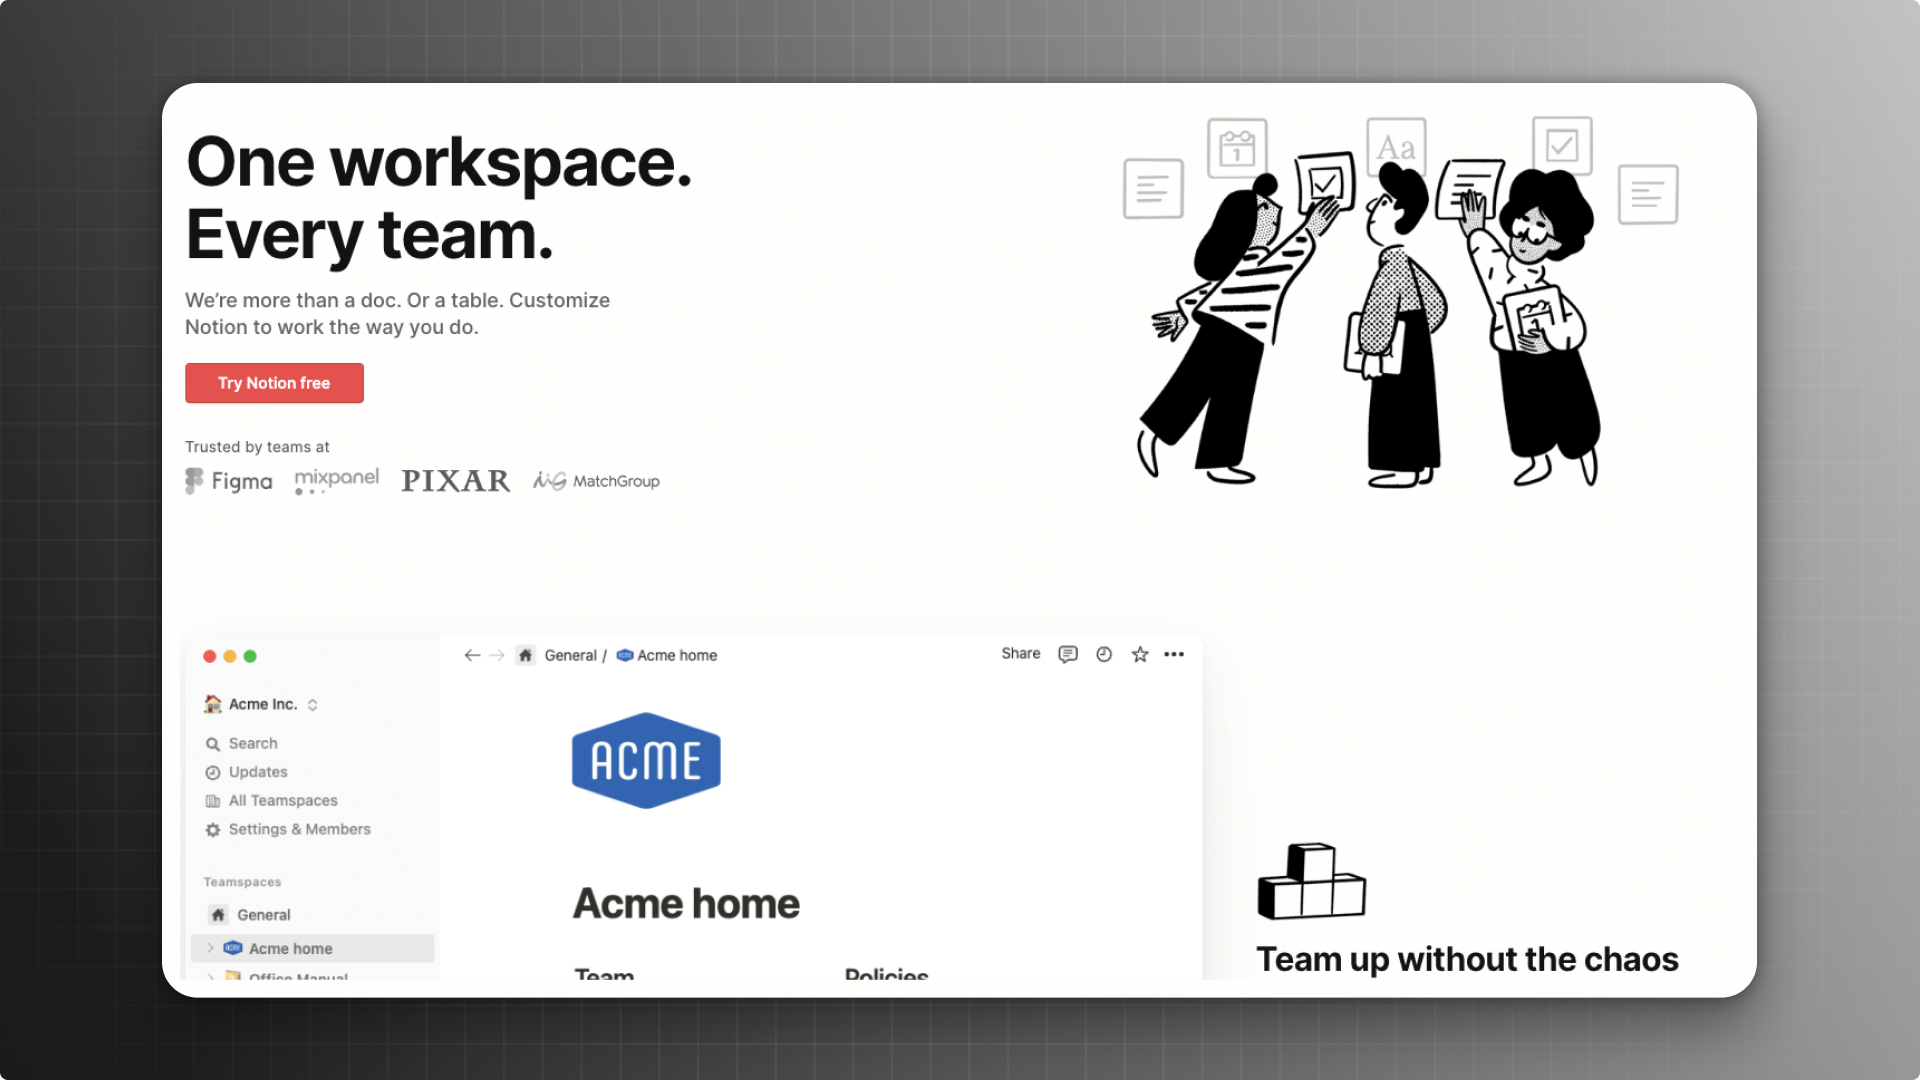 One workspace.
Every team.
We’re more than a doc. Or a table. Customize
Notion to work the way you do.
Try Notion free
Trusted by teams at
Figma mixpanel PIXAR MatchGroup
1
Aa
General / ACME Acme home
Share
Acme Inc.
Search
Updates
All Teamspaces
Settings & Members
Teamspaces
General
ACME Acme home
Office Manual
ACME
Acme home
Team Policies
Team up without the chaos